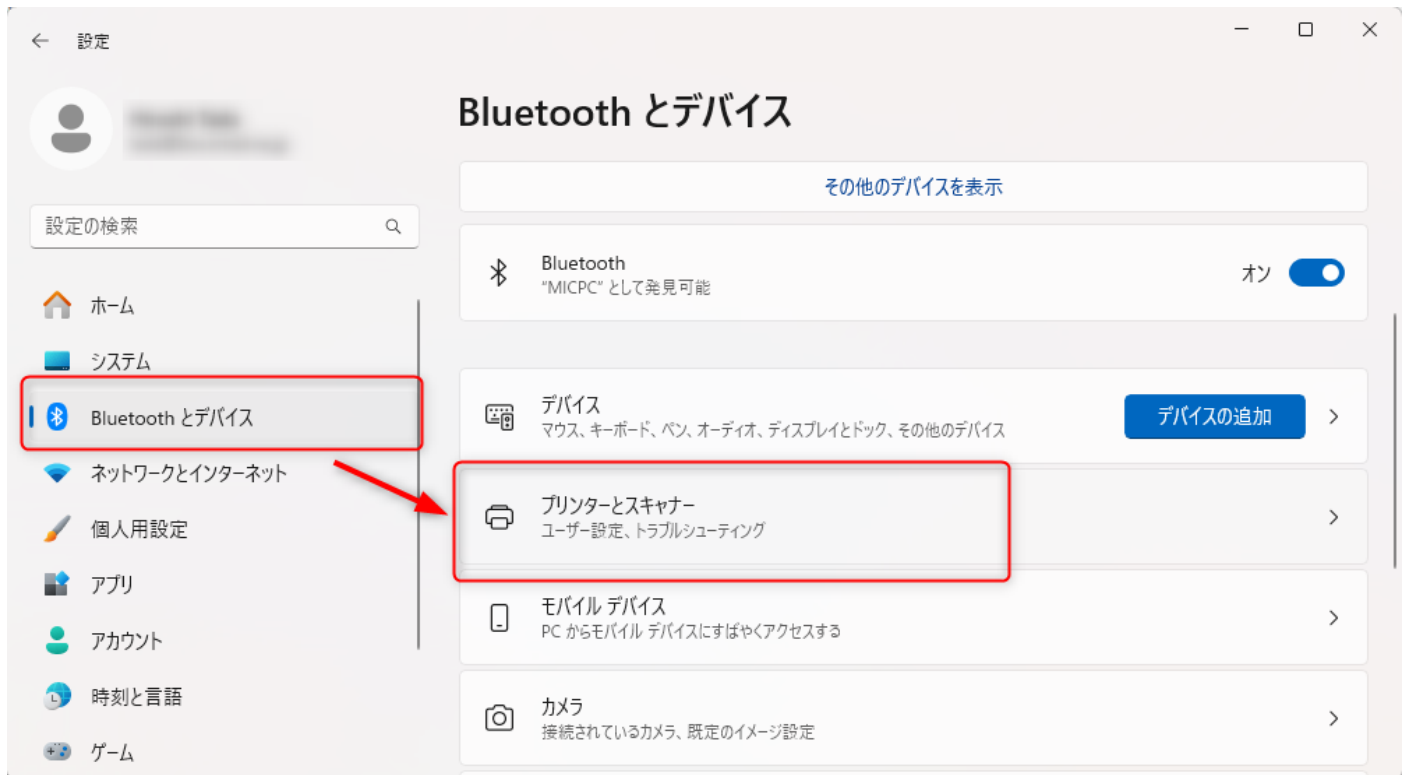 設定
Bluetooth とデバイス
設定の検索
ホーム
システム
Bluetooth とデバイス
ネットワークとインターネット
個人用設定
アプリ
アカウント
時刻と言語
ゲーム
その他のデバイスを表示
Bluetooth
"MICPC" として発見可能
オン
デバイス
マウス、キーボード、ペン、オーディオ、ディスプレイとドック、その他のデバイス
デバイスの追加
プリンターとスキャナー
ユーザー設定、トラブルシューティング
モバイル デバイス
PC からモバイル デバイスにすばやくアクセスする
カメラ
接続されているカメラ、既定のイメージ設定